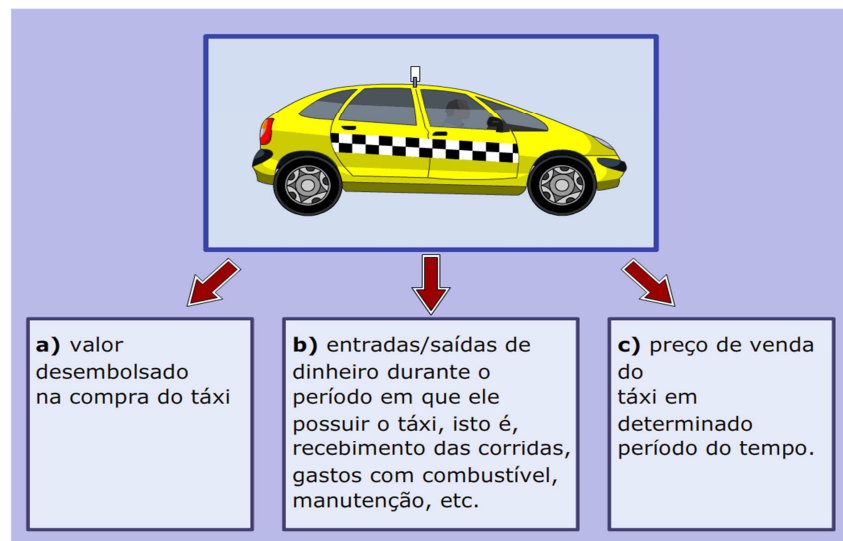 a) valor
desembolsado
na compra do táxi
b) entradas/saídas de
dinheiro durante o
período em que ele
possuir o táxi, isto é,
recebimento das corridas,
gastos com combustível,
manutenção, etc.
c) preço de venda
do
táxi em
determinado
período do tempo.